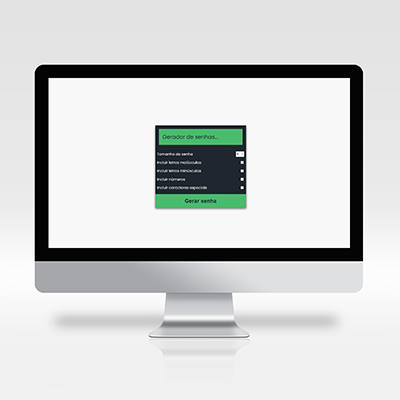 Gerador de senhas...
Tamanho da senha
Incluir letras maiúsculas
Incluir letras minúsculas
Incluir números
Incluir caracteres especiais
Gerar senha